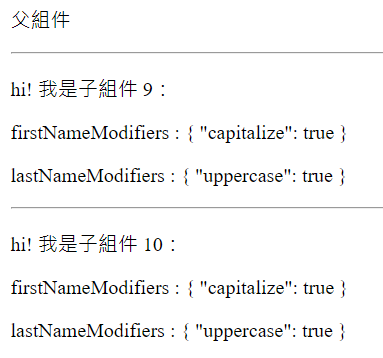 父組件
hi! 我是子組件 9：
firstNameModifiers : { "capitalize": true }
lastNameModifiers : { "uppercase": true }
hi! 我是子組件 10：
firstNameModifiers : { "capitalize": true }
lastNameModifiers : { "uppercase": true }